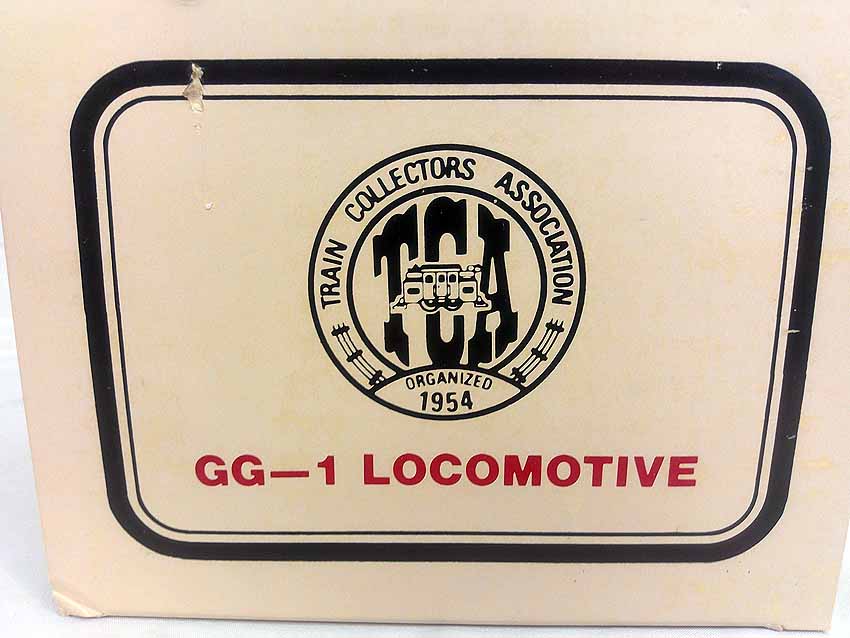 TRAIN COLLECTORS ASSOCIATION
TCA
ORGANIZED
1954
GG—1 LOCOMOTIVE